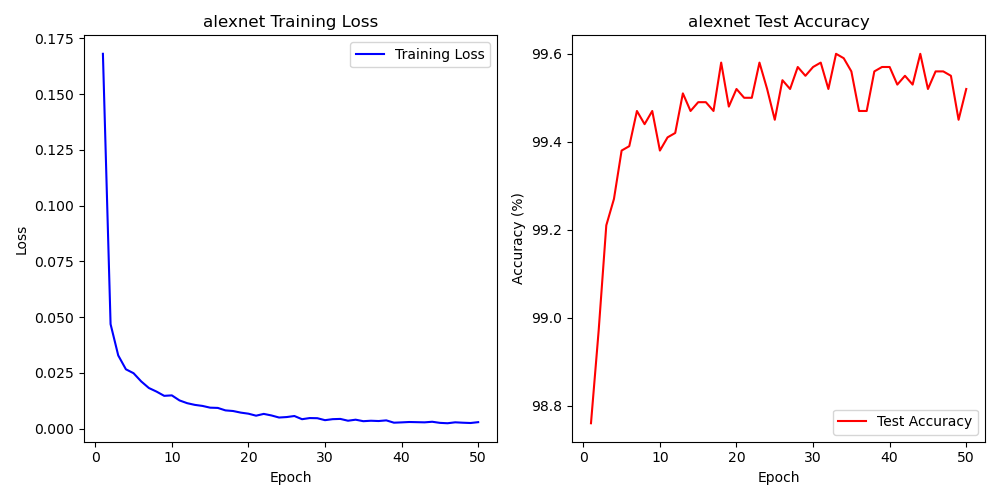 alexnet Training Loss
Training Loss
0.175
0.150
0.125
0.100
0.075
0.050
0.025
0.000
Loss
0 10 20 30 40 50
Epoch
alexnet Test Accuracy
99.6
99.4
99.2
99.0
98.8
Accuracy (%)
Test Accuracy
0 10 20 30 40 50
Epoch